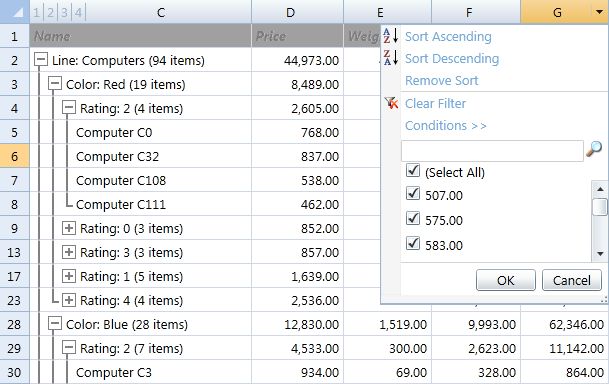 1 2 3 4 C D E F G
1 Name Price Weig
2 Line: Computers (94 items) 44,973.00
3 Color: Red (19 items) 8,489.00
4 Rating: 2 (4 items) 2,605.00
5 Computer C0 768.00
6 Computer C32 837.00
7 Computer C108 538.00
8 Computer C111 462.00
9 Rating: 0 (3 items) 852.00
13 Rating: 3 (3 items) 857.00
17 Rating: 1 (5 items) 1,639.00
23 Rating: 4 (4 items) 2,536.00
28 Color: Blue (28 items) 12,830.00 1,519.00 9,993.00 62,346.00
29 Rating: 2 (7 items) 4,533.00 300.00 2,623.00 11,142.00
30 Computer C3 934.00 69.00 328.00 864.00
A Z Sort Ascending
Z A Sort Descending
Remove Sort
Clear Filter
Conditions >>
(Select All)
507.00
575.00
583.00
OK Cancel